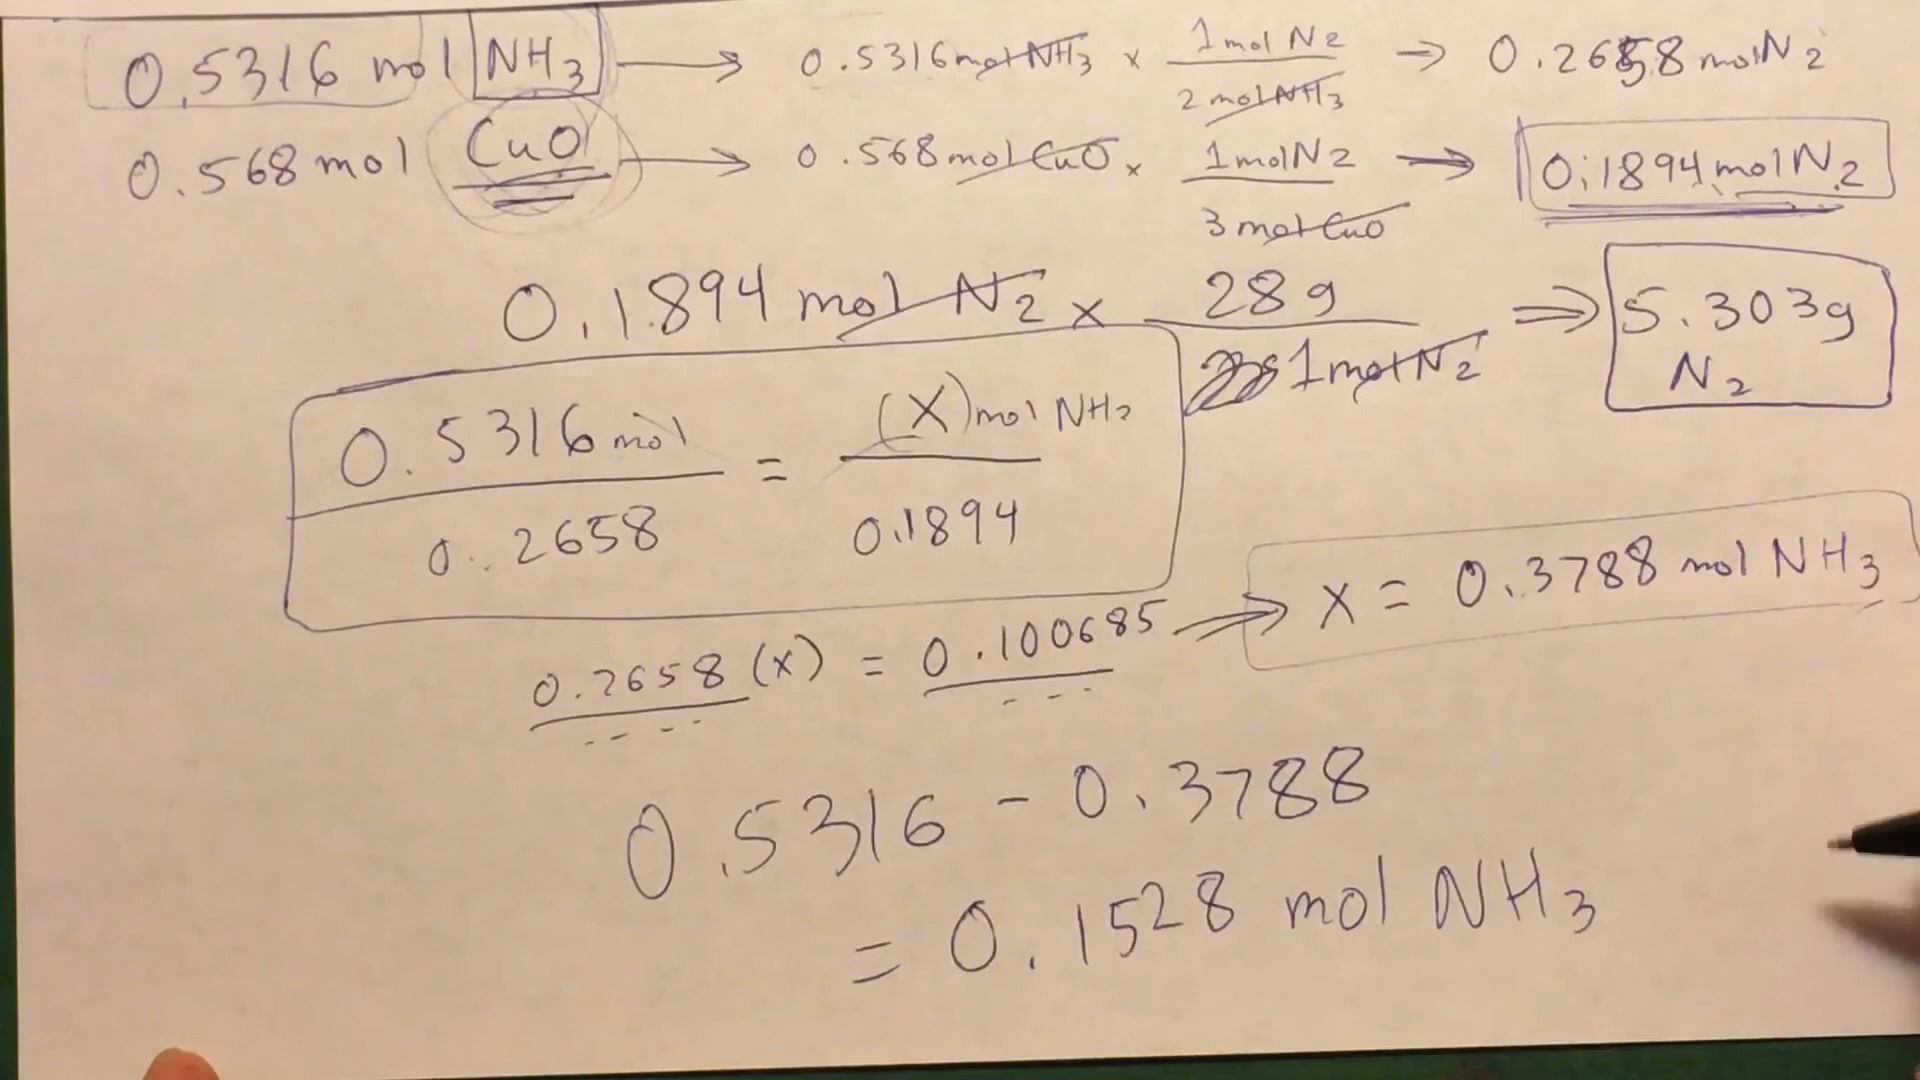 0.5316 mol NH3 → 0.5316 mol NH3 x 1 mol N2 / 2 mol NH3 → 0.2658 mol N2
0.568 mol CuO → 0.568 mol CuO x 1 mol N2 / 3 mol CuO → 0.1894 mol N2
0.1894 mol N2 x 28 g / 1 mol N2 ⇒ 5.303g N2
0.5316 mol / 0.2658 = (X) mol NH3 / 0.1894
0.2658 (x) = 0.100685 ⇒ x = 0.3788 mol NH3
0.5316 - 0.3788
= 0.1528 mol NH3